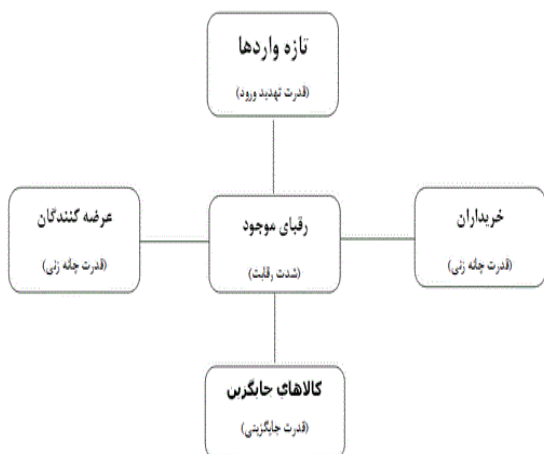 تازه واردها
(قدرت تهدید ورود)
خریداران
(قدرت چانه زنی)
رقبای موجود
(شدت رقابت)
عرضه کنندگان
(قدرت چانه زنی)
کالاهای جایگزین
(قدرت جایگزینی)